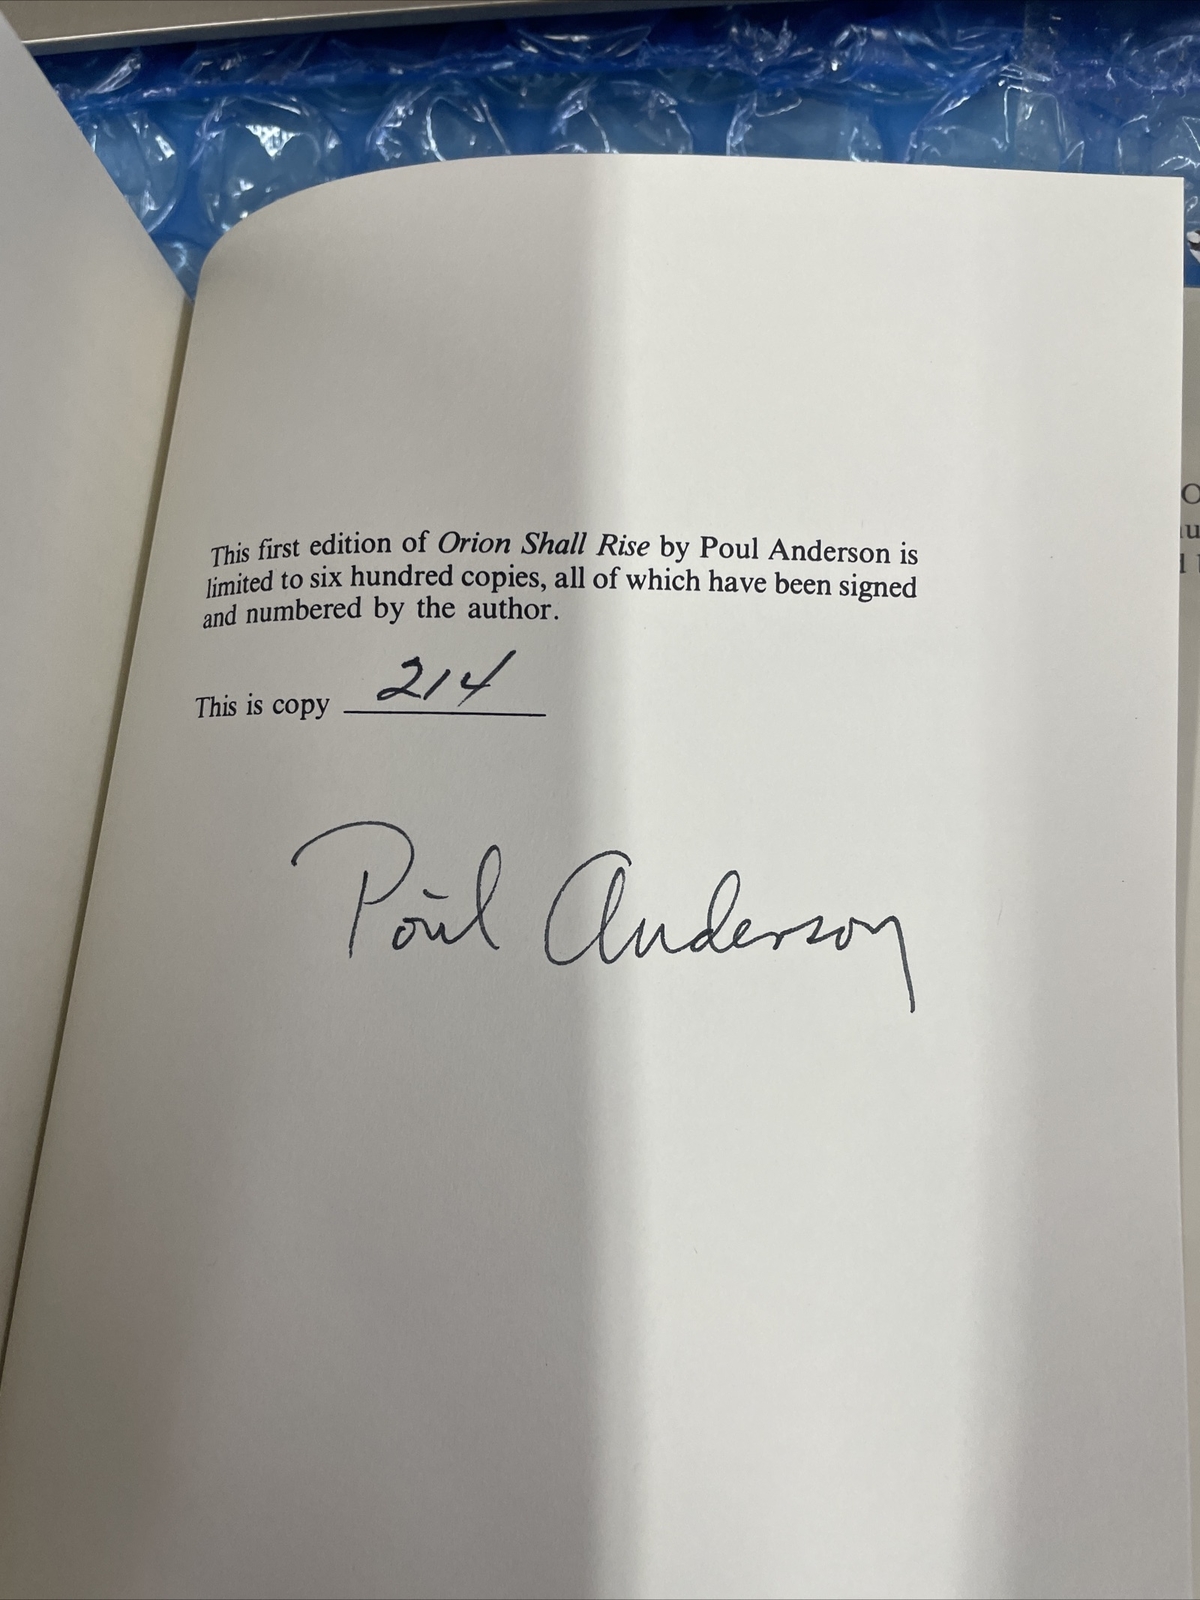 This first edition of Orion Shall Rise by Poul Anderson is
limited to six hundred copies, all of which have been signed
and numbered by the author.
This is copy 214
Poul Anderson